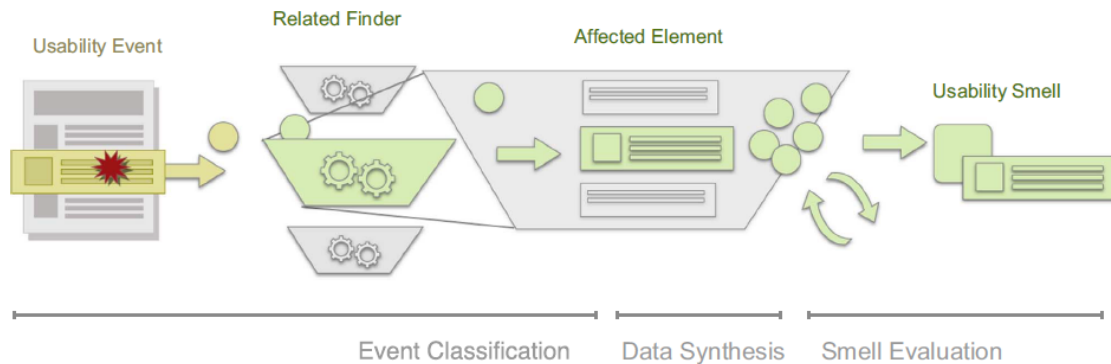 Related Finder
Usability Event
Affected Element
Usability Smell
Event Classification
Data Synthesis
Smell Evaluation